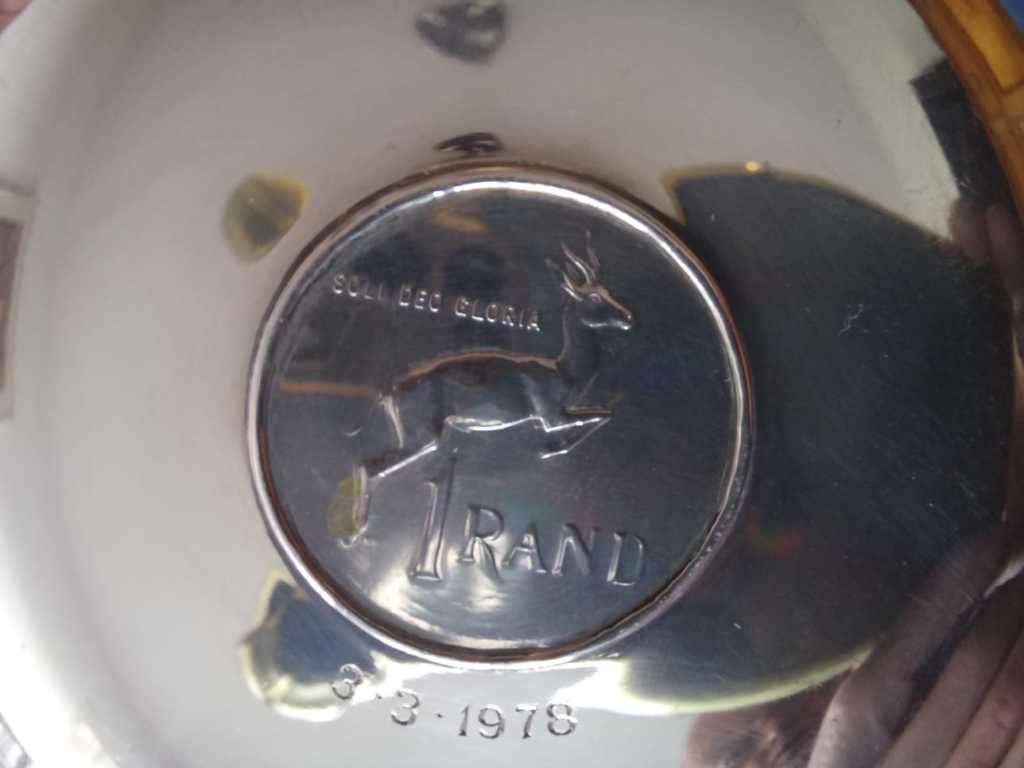 SOLI DEO GLORIA
1 RAND
3·3·1978